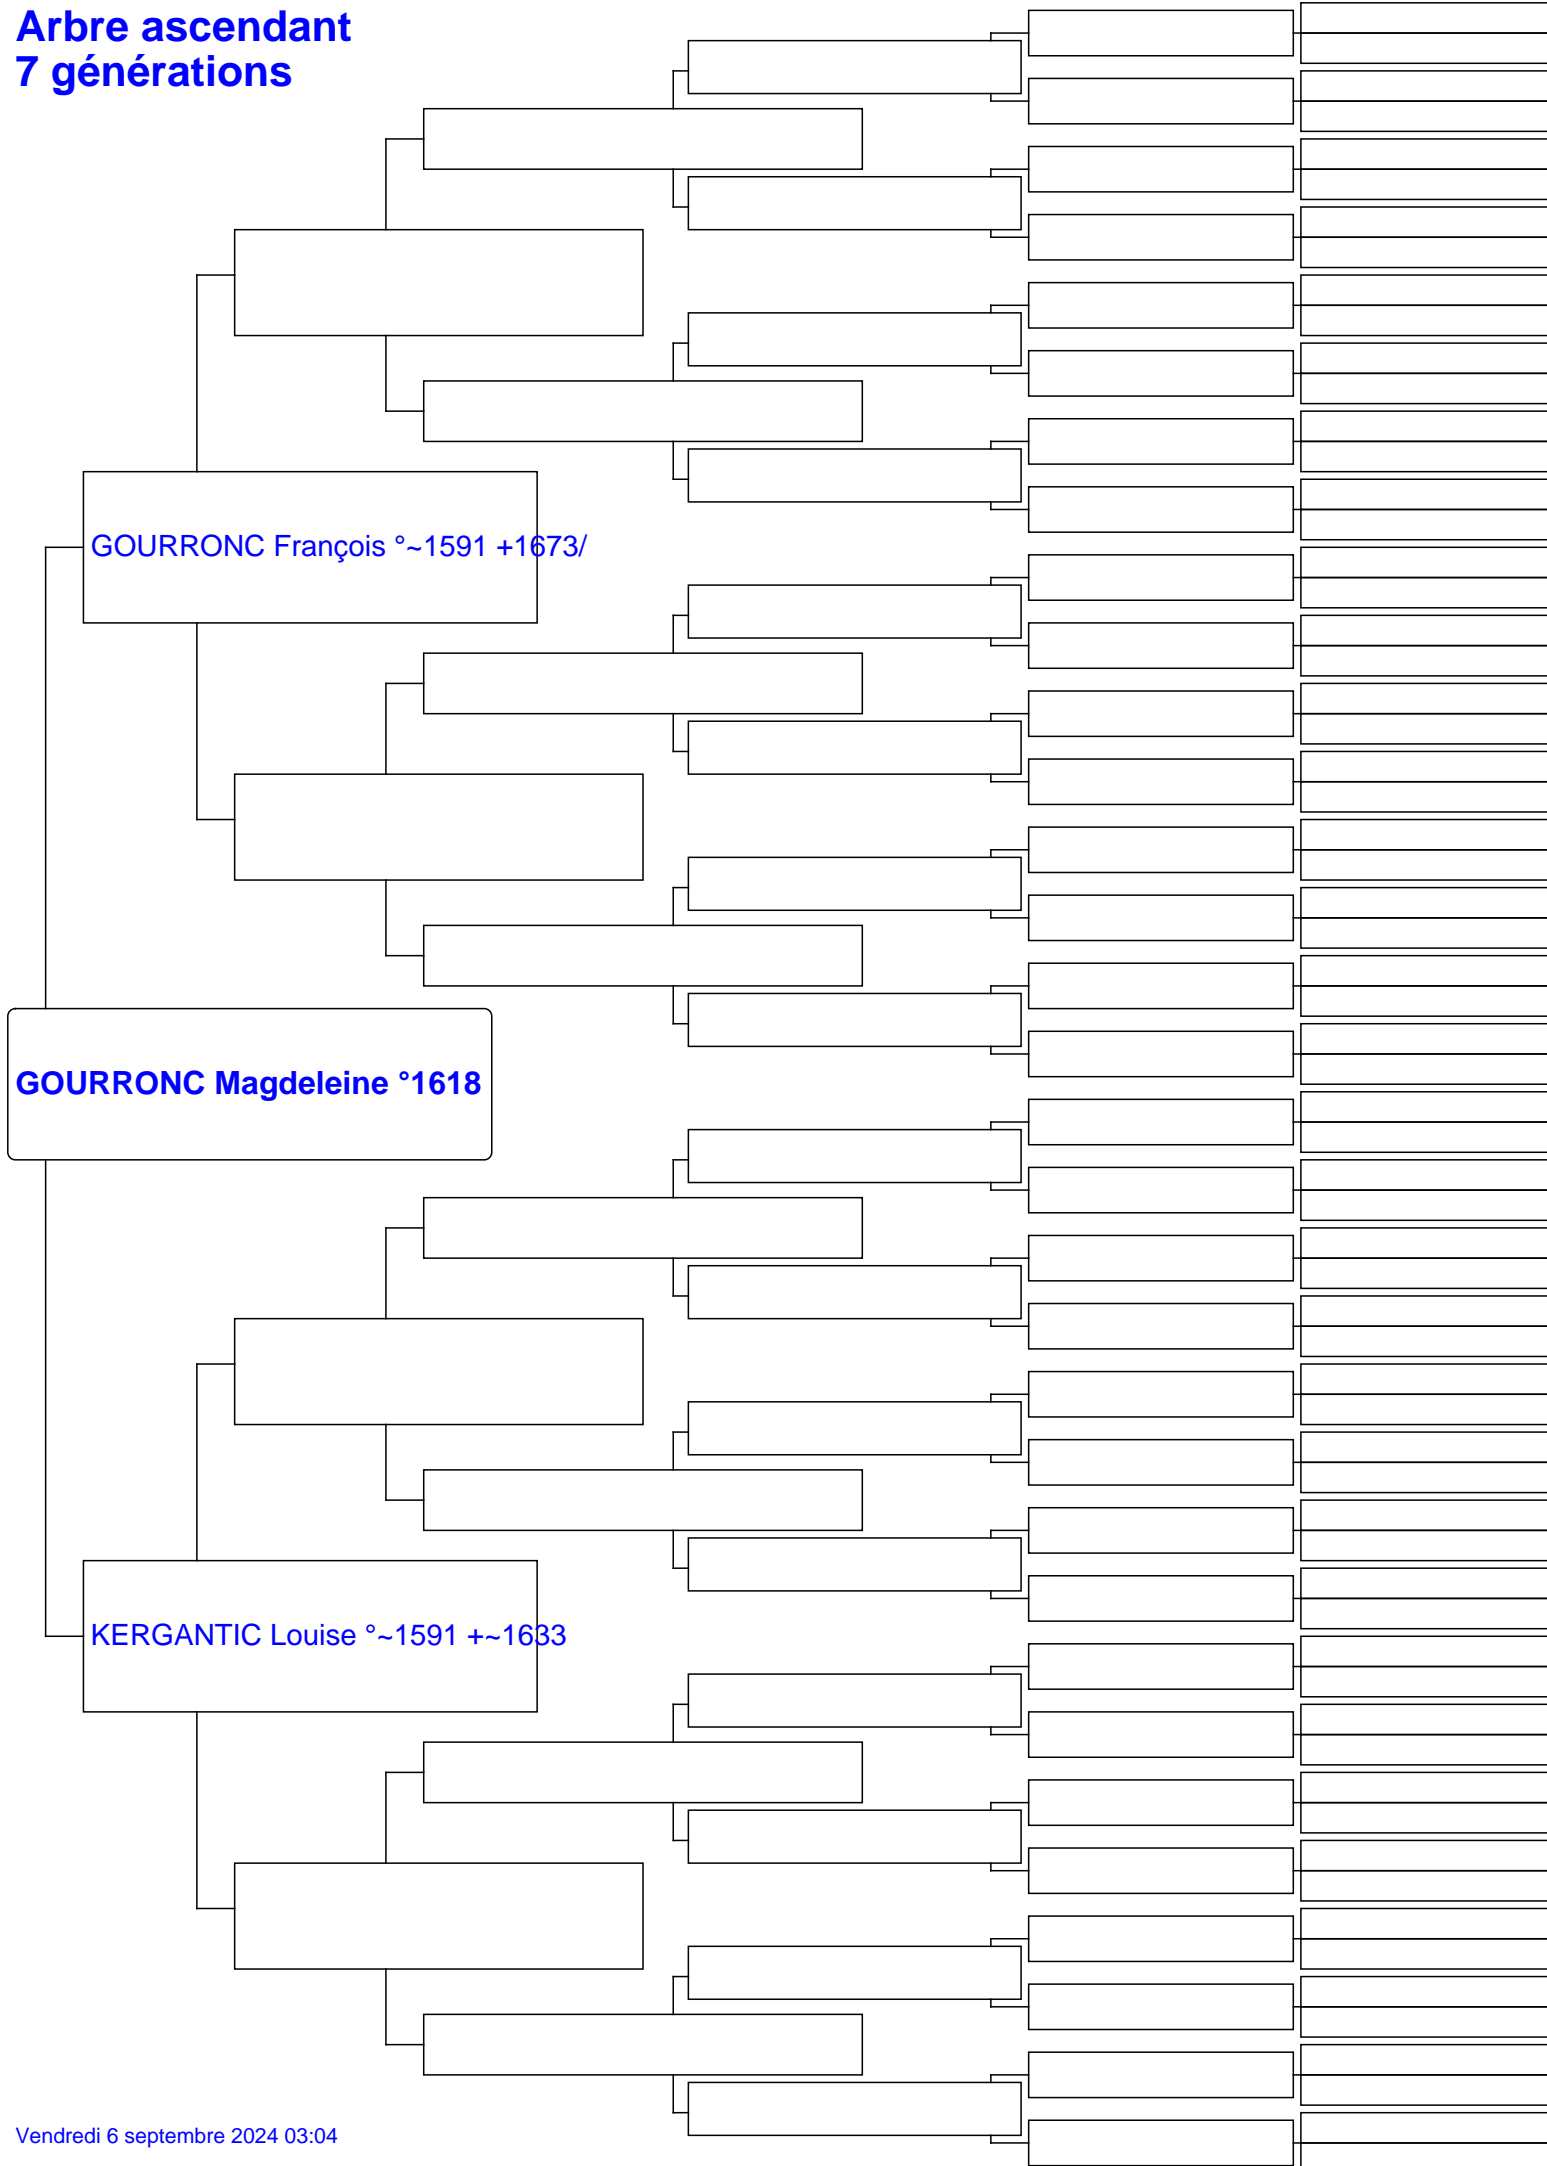 Arbre ascendant
7 générations
GOURRONC François °~1591 +1673/
GOURRONC Magdeleine °1618
KERGANTIC Louise °~1591 +~1633
Vendredi 6 septembre 2024 03:04